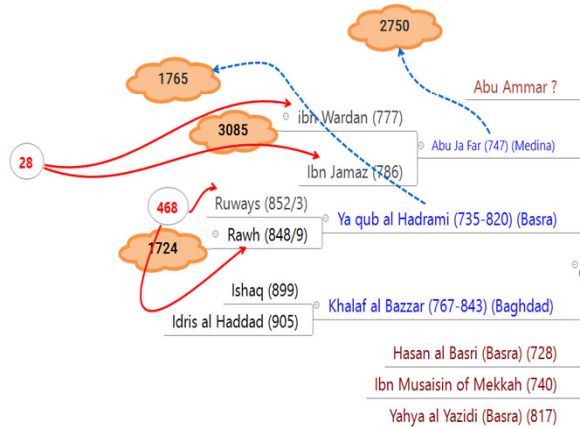 2750
1765
Abu Ammar ?
ibn Wardan (777)
3085
Abu Ja Far (747) (Medina)
28
Ibn Jamaz (786)
468
Ruways (852/3)
Ya qub al Hadrami (735-820) (Basra)
1724
Rawh (848/9)
Ishaq (899)
Khalaf al Bazzar (767-843) (Baghdad)
Idris al Haddad (905)
Hasan al Basri (Basra) (728)
Ibn Musaisin of Mekkah (740)
Yahya al Yazidi (Basra) (817)